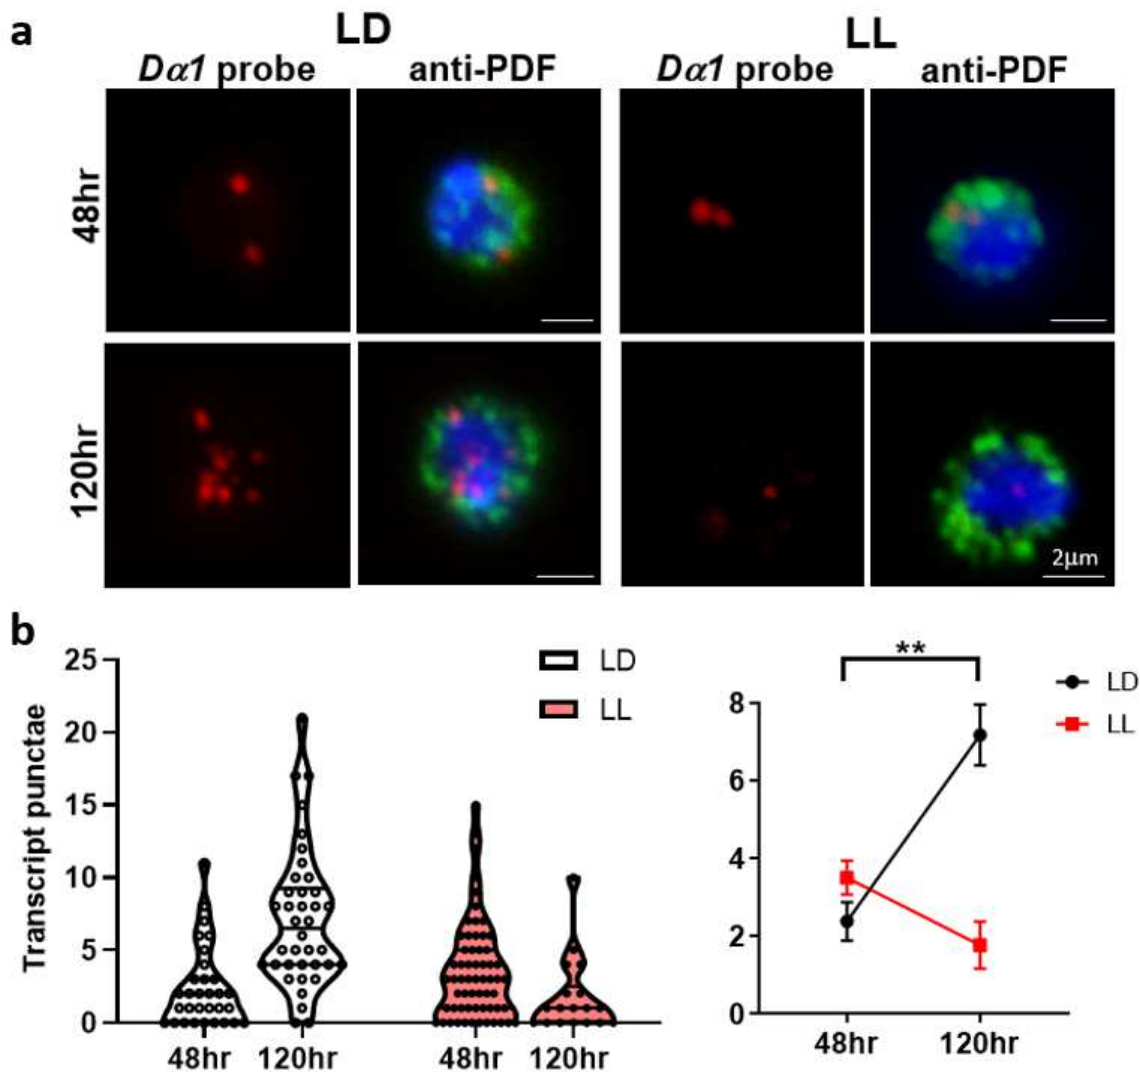 a
LD
LL
Dα1 probe
anti-PDF
Dα1 probe
anti-PDF
48hr
120hr
2μm
b
Transcript punctae
25
20
15
10
5
0
48hr
120hr
48hr
120hr
LD
LL
**
8
6
4
2
0
48hr
120hr
LD
LL